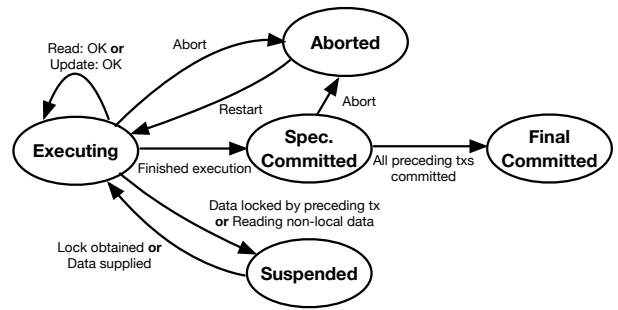 Read: OK or
Update: OK
Abort
Aborted
Restart
Abort
Executing
Finished execution
Spec.
Committed
All preceding txs
committed
Final
Committed
Data locked by preceding tx
or Reading non-local data
Lock obtained or
Data supplied
Suspended